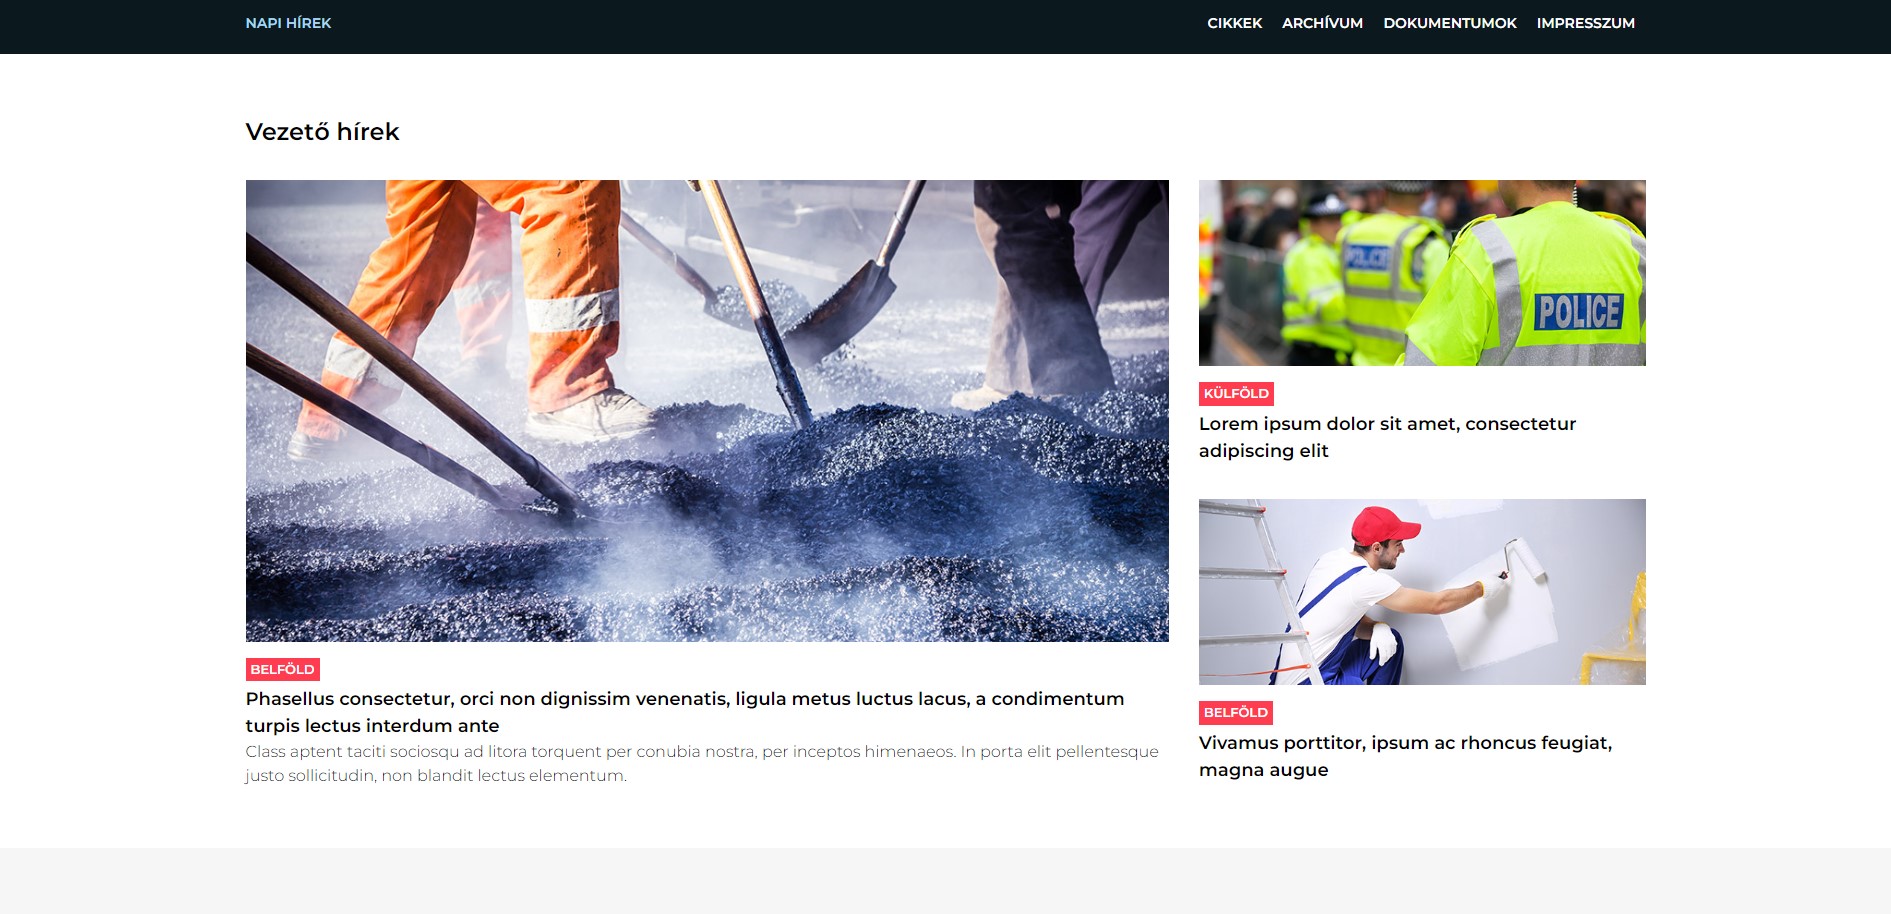 NAPI HÍREK
CIKKEK ARCHÍVUM DOKUMENTUMOK IMPRESSZUM
Vezető hírek
BELFÖLD
Phasellus consectetur, orci non dignissim venenatis, ligula metus luctus lacus, a condimentum
turpis lectus interdum ante
Class aptent taciti sociosqu ad litora torquent per conubia nostra, per inceptos himenaeos. In porta elit pellentesque
justo sollicitudin, non blandit lectus elementum.
POLICE
POLICE
KÜLFÖLD
Lorem ipsum dolor sit amet, consectetur
adipiscing elit
BELFÖLD
Vivamus porttitor, ipsum ac rhoncus feugiat,
magna augue